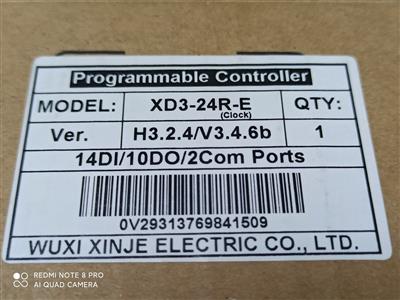 Programmable Controller
MODEL: XD3-24R-E (Clock) QTY:
Ver. H3.2.4/V3.4.6b 1
14DI/10DO/2Com Ports
0V29313769841509
WUXI XINJE ELECTRIC CO., LTD.
REDMI NOTE 8 PRO
AI QUAD CAMERA